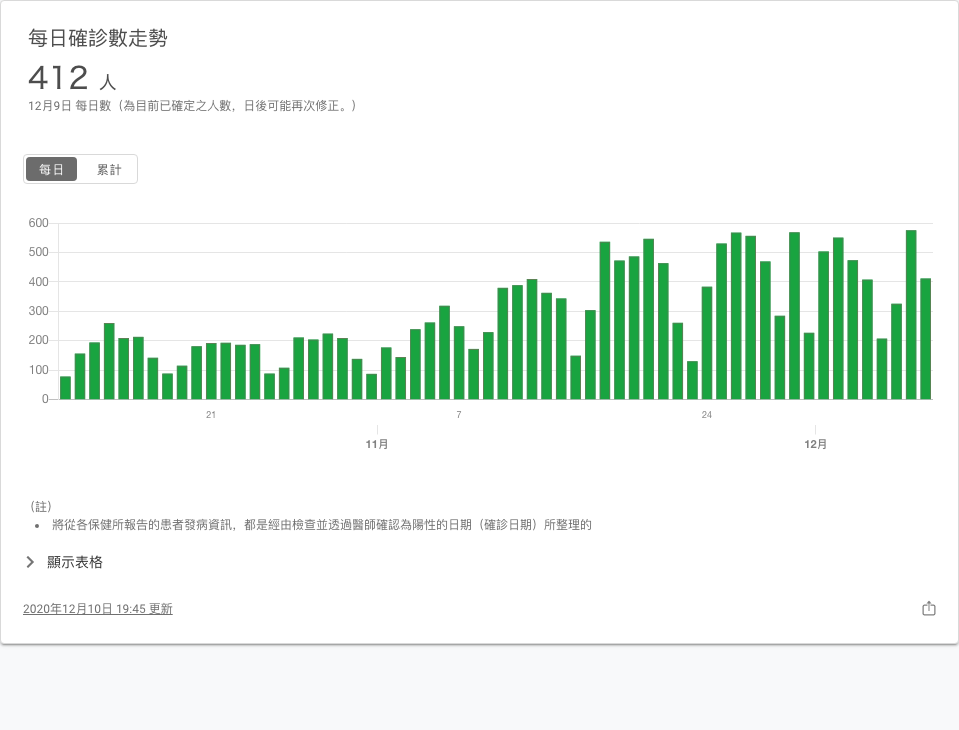 每日確診數走勢
412 人
12月9日 每日數（為目前已確定之人數，日後可能再次修正。）
每日 累計
600
500
400
300
200
100
0
21 7 24
11月 12月
（註）
• 將從各保健所報告的患者發病資訊，都是經由檢查並透過醫師確認為陽性的日期（確診日期）所整理的
顯示表格
2020年12月10日 19:45 更新